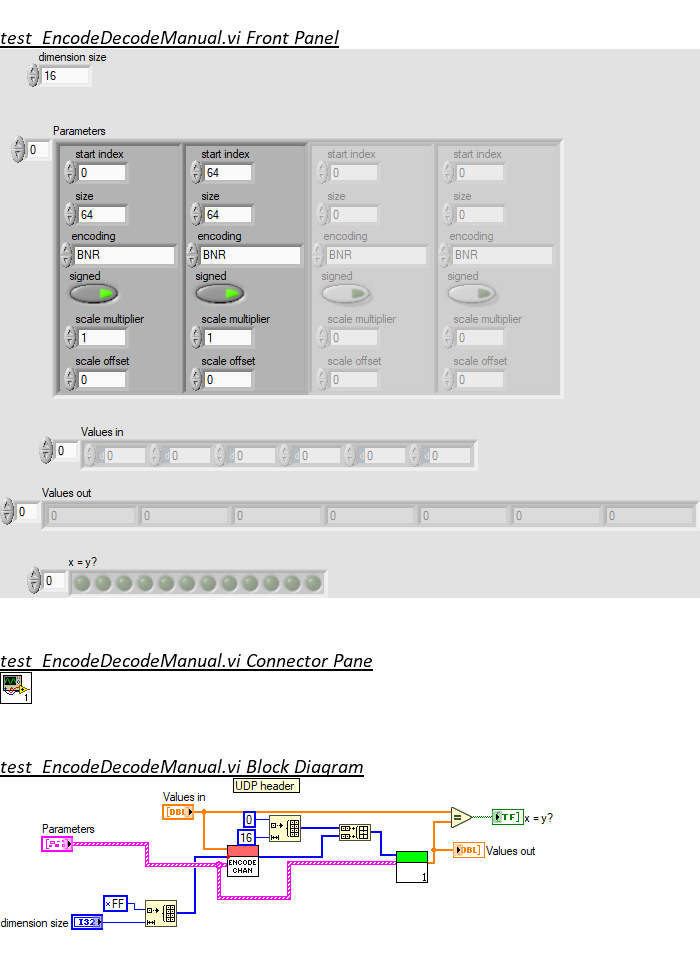 test_EncodeDecodeManual.vi Front Panel
dimension size
16
Parameters
0
start index start index start index start index
0 64 0 0
size size size size
64 64 0 0
encoding encoding encoding encoding
BNR BNR BNR BNR
signed signed signed signed
scale multiplier scale multiplier scale multiplier scale multiplier
1 1 0 0
scale offset scale offset scale offset scale offset
0 0 0 0
Values in
0 d 0 d 0 d 0 d 0 d 0 d 0
Values out
0 0 0 0 0 0 0 0
x = y?
0
test_EncodeDecodeManual.vi Connector Pane
1
test_EncodeDecodeManual.vi Block Diagram
UDP header
Values in
[DBL]
0
TF x = y?
Parameters
16
DBL] Values out
ENCODE
CHAN
1
×FF
dimension size I32